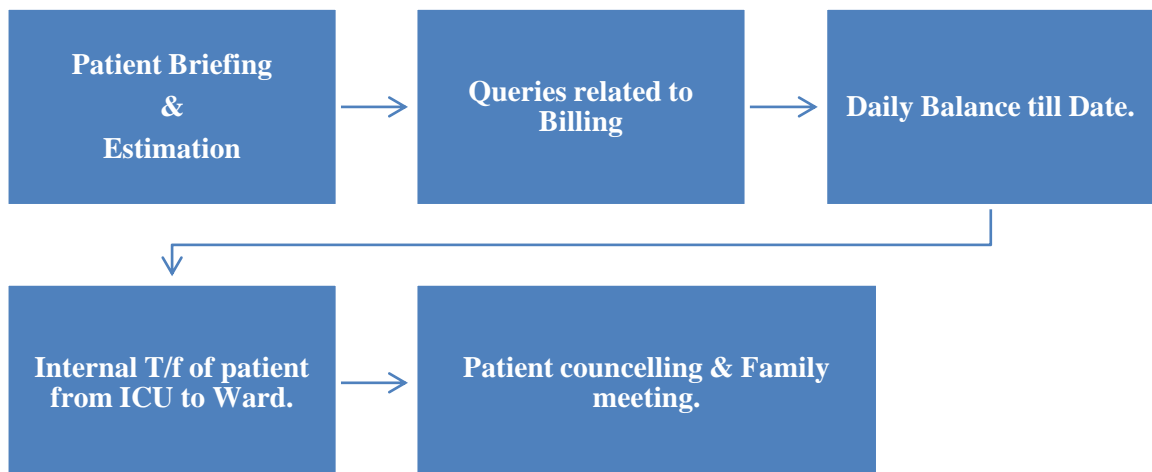 Patient Briefing
&
Estimation
Queries related to
Billing
Daily Balance till Date.
Internal T/f of patient
from ICU to Ward.
Patient councelling & Family
meeting.